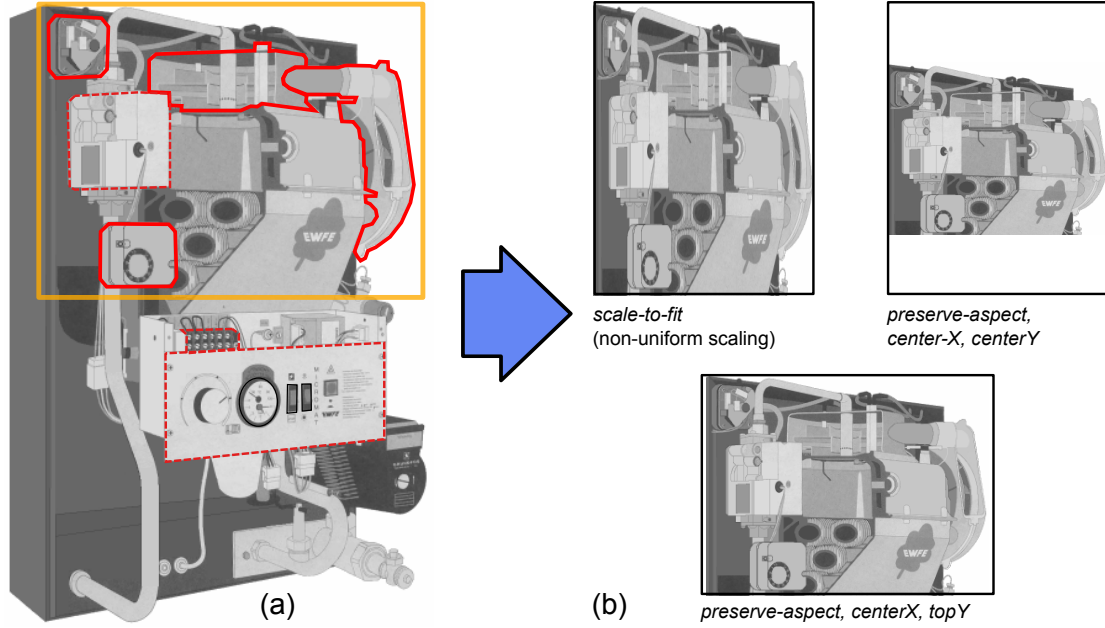 EWFE
MINOMAT
EWFE
(a)
(b)
EWFE
scale-to-fit
(non-uniform scaling)
EWFE
preserve-aspect,
center-X, centerY
EWFE
preserve-aspect, centerX, topY